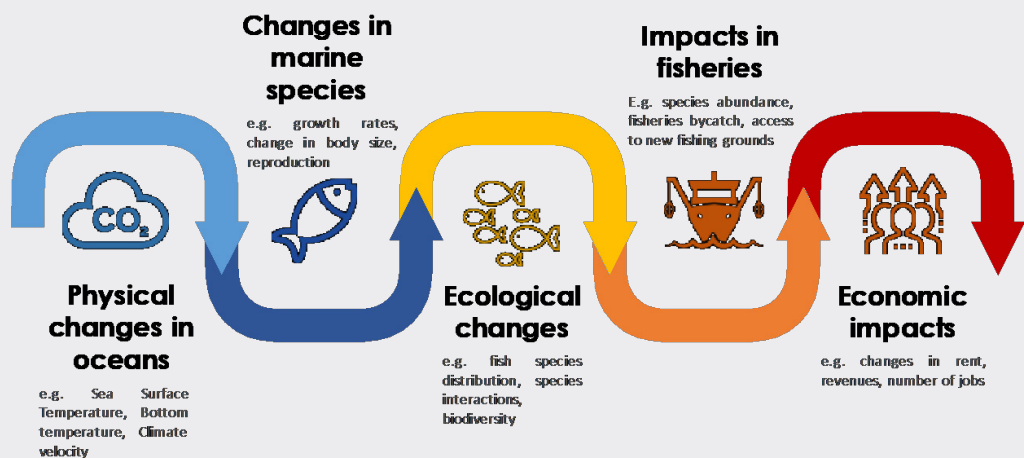 Physical
changes in
oceans
e.g. Sea Surface
Temperature, Bottom
temperature, Climate
velocity
CO2
Changes in
marine
species
e.g. growth rates,
change in body size,
reproduction
Ecological
changes
e.g. fish species
distribution, species
interactions,
biodiversity
Impacts in
fisheries
E.g. species abundance,
fisheries bycatch, access
to new fishing grounds
Economic
impacts
e.g. changes in rent,
revenues, number of jobs